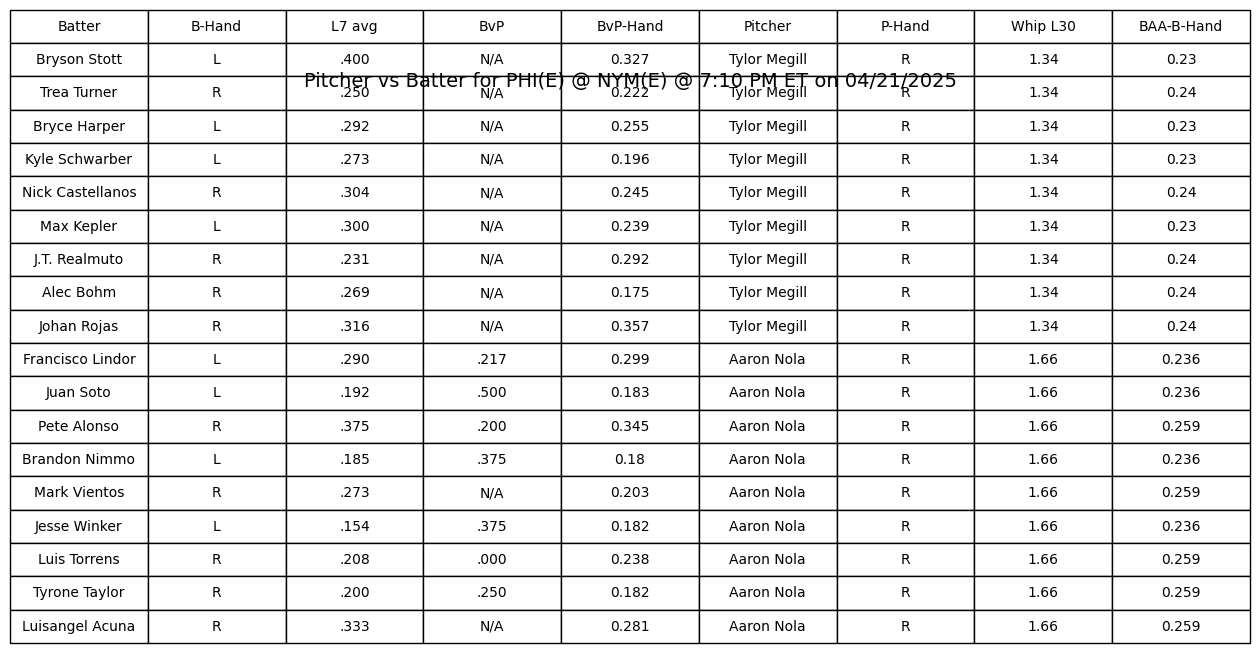 Batter B-Hand L7 avg BvP BvP-Hand Pitcher P-Hand Whip L30 BAA-B-Hand
Bryson Stott L .400 N/A 0.327 Tylor Megill R 1.34 0.23
Pitcher vs Batter for PHI(E) @ NYM(E) @ 7:10 PM ET on 04/21/2025
Trea Turner R .250 N/A 0.222 Tylor Megill R 1.34 0.24
Bryce Harper L .292 N/A 0.255 Tylor Megill R 1.34 0.23
Kyle Schwarber L .273 N/A 0.196 Tylor Megill R 1.34 0.23
Nick Castellanos R .304 N/A 0.245 Tylor Megill R 1.34 0.24
Max Kepler L .300 N/A 0.239 Tylor Megill R 1.34 0.23
J.T. Realmuto R .231 N/A 0.292 Tylor Megill R 1.34 0.24
Alec Bohm R .269 N/A 0.175 Tylor Megill R 1.34 0.24
Johan Rojas R .316 N/A 0.357 Tylor Megill R 1.34 0.24
Francisco Lindor L .290 .217 0.299 Aaron Nola R 1.66 0.236
Juan Soto L .192 .500 0.183 Aaron Nola R 1.66 0.236
Pete Alonso R .375 .200 0.345 Aaron Nola R 1.66 0.259
Brandon Nimmo L .185 .375 0.18 Aaron Nola R 1.66 0.236
Mark Vientos R .273 N/A 0.203 Aaron Nola R 1.66 0.259
Jesse Winker L .154 .375 0.182 Aaron Nola R 1.66 0.236
Luis Torrens R .208 .000 0.238 Aaron Nola R 1.66 0.259
Tyrone Taylor R .200 .250 0.182 Aaron Nola R 1.66 0.259
Luisangel Acuna R .333 N/A 0.281 Aaron Nola R 1.66 0.259